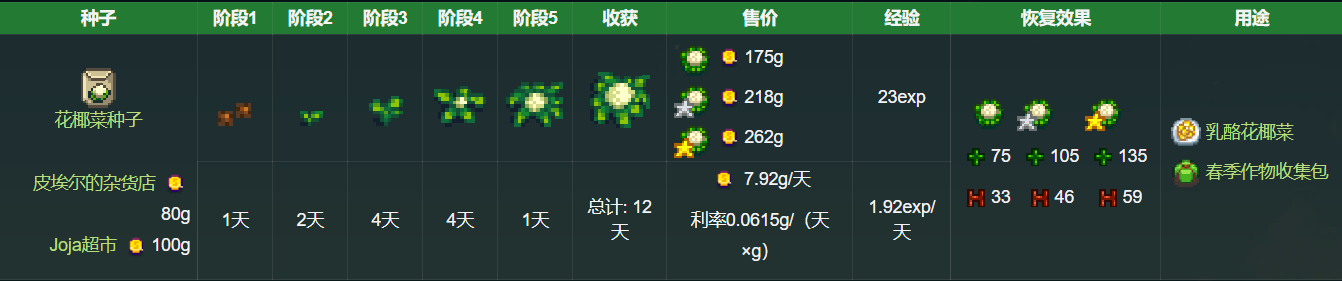 种子 阶段1 阶段2 阶段3 阶段4 阶段5 收获 售价 经验 恢复效果 用途
花椰菜种子
175g
218g
262g
23exp
75 105 135
33 46 59
乳酪花椰菜
春季作物收集包
皮埃尔的杂货店
80g
Joja超市 100g
1天 2天 4天 4天 1天
总计: 12
天
7.92g/天
利率0.0615g/（天
×g）
1.92exp/
天